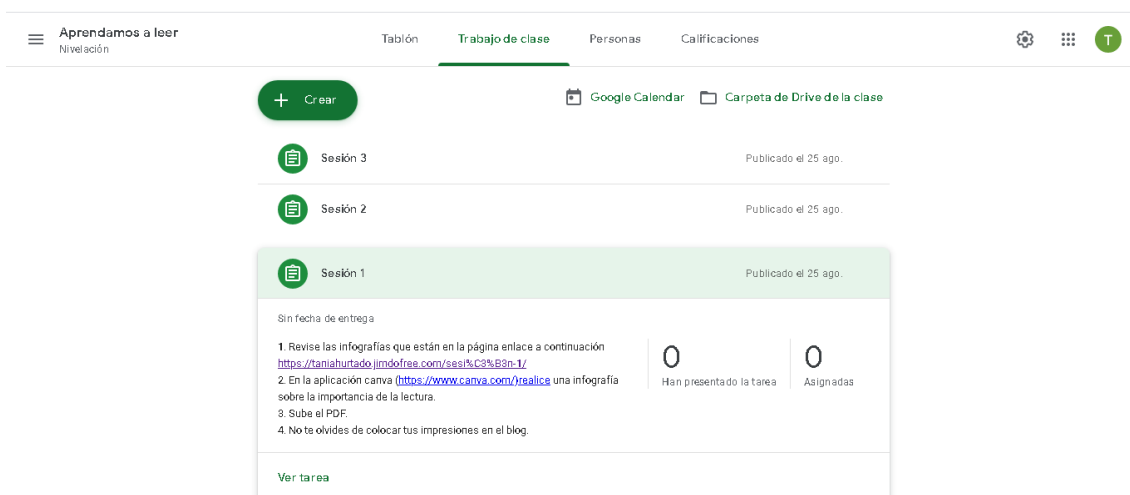 Aprendamos a leer
Nivelación
Tablón
Trabajo de clase
Personas
Calificaciones
T
Crear
Google Calendar
Carpeta de Drive de la clase
Sesión 3
Publicado el 25 ago.
Sesión 2
Publicado el 25 ago.
Sesión 1
Publicado el 25 ago.
Sin fecha de entrega
1. Revise las infografías que están en la página enlace a continuación
https://taniahurtado.jimdofree.com/sesi%C3%B3n-1/
2. En la aplicación canva (https://www.canva.com/)realice una infografía
sobre la importancia de la lectura.
3. Sube el PDF.
4. No te olvides de colocar tus impresiones en el blog.
0
Han presentado la tarea
0
Asignadas
Ver tarea